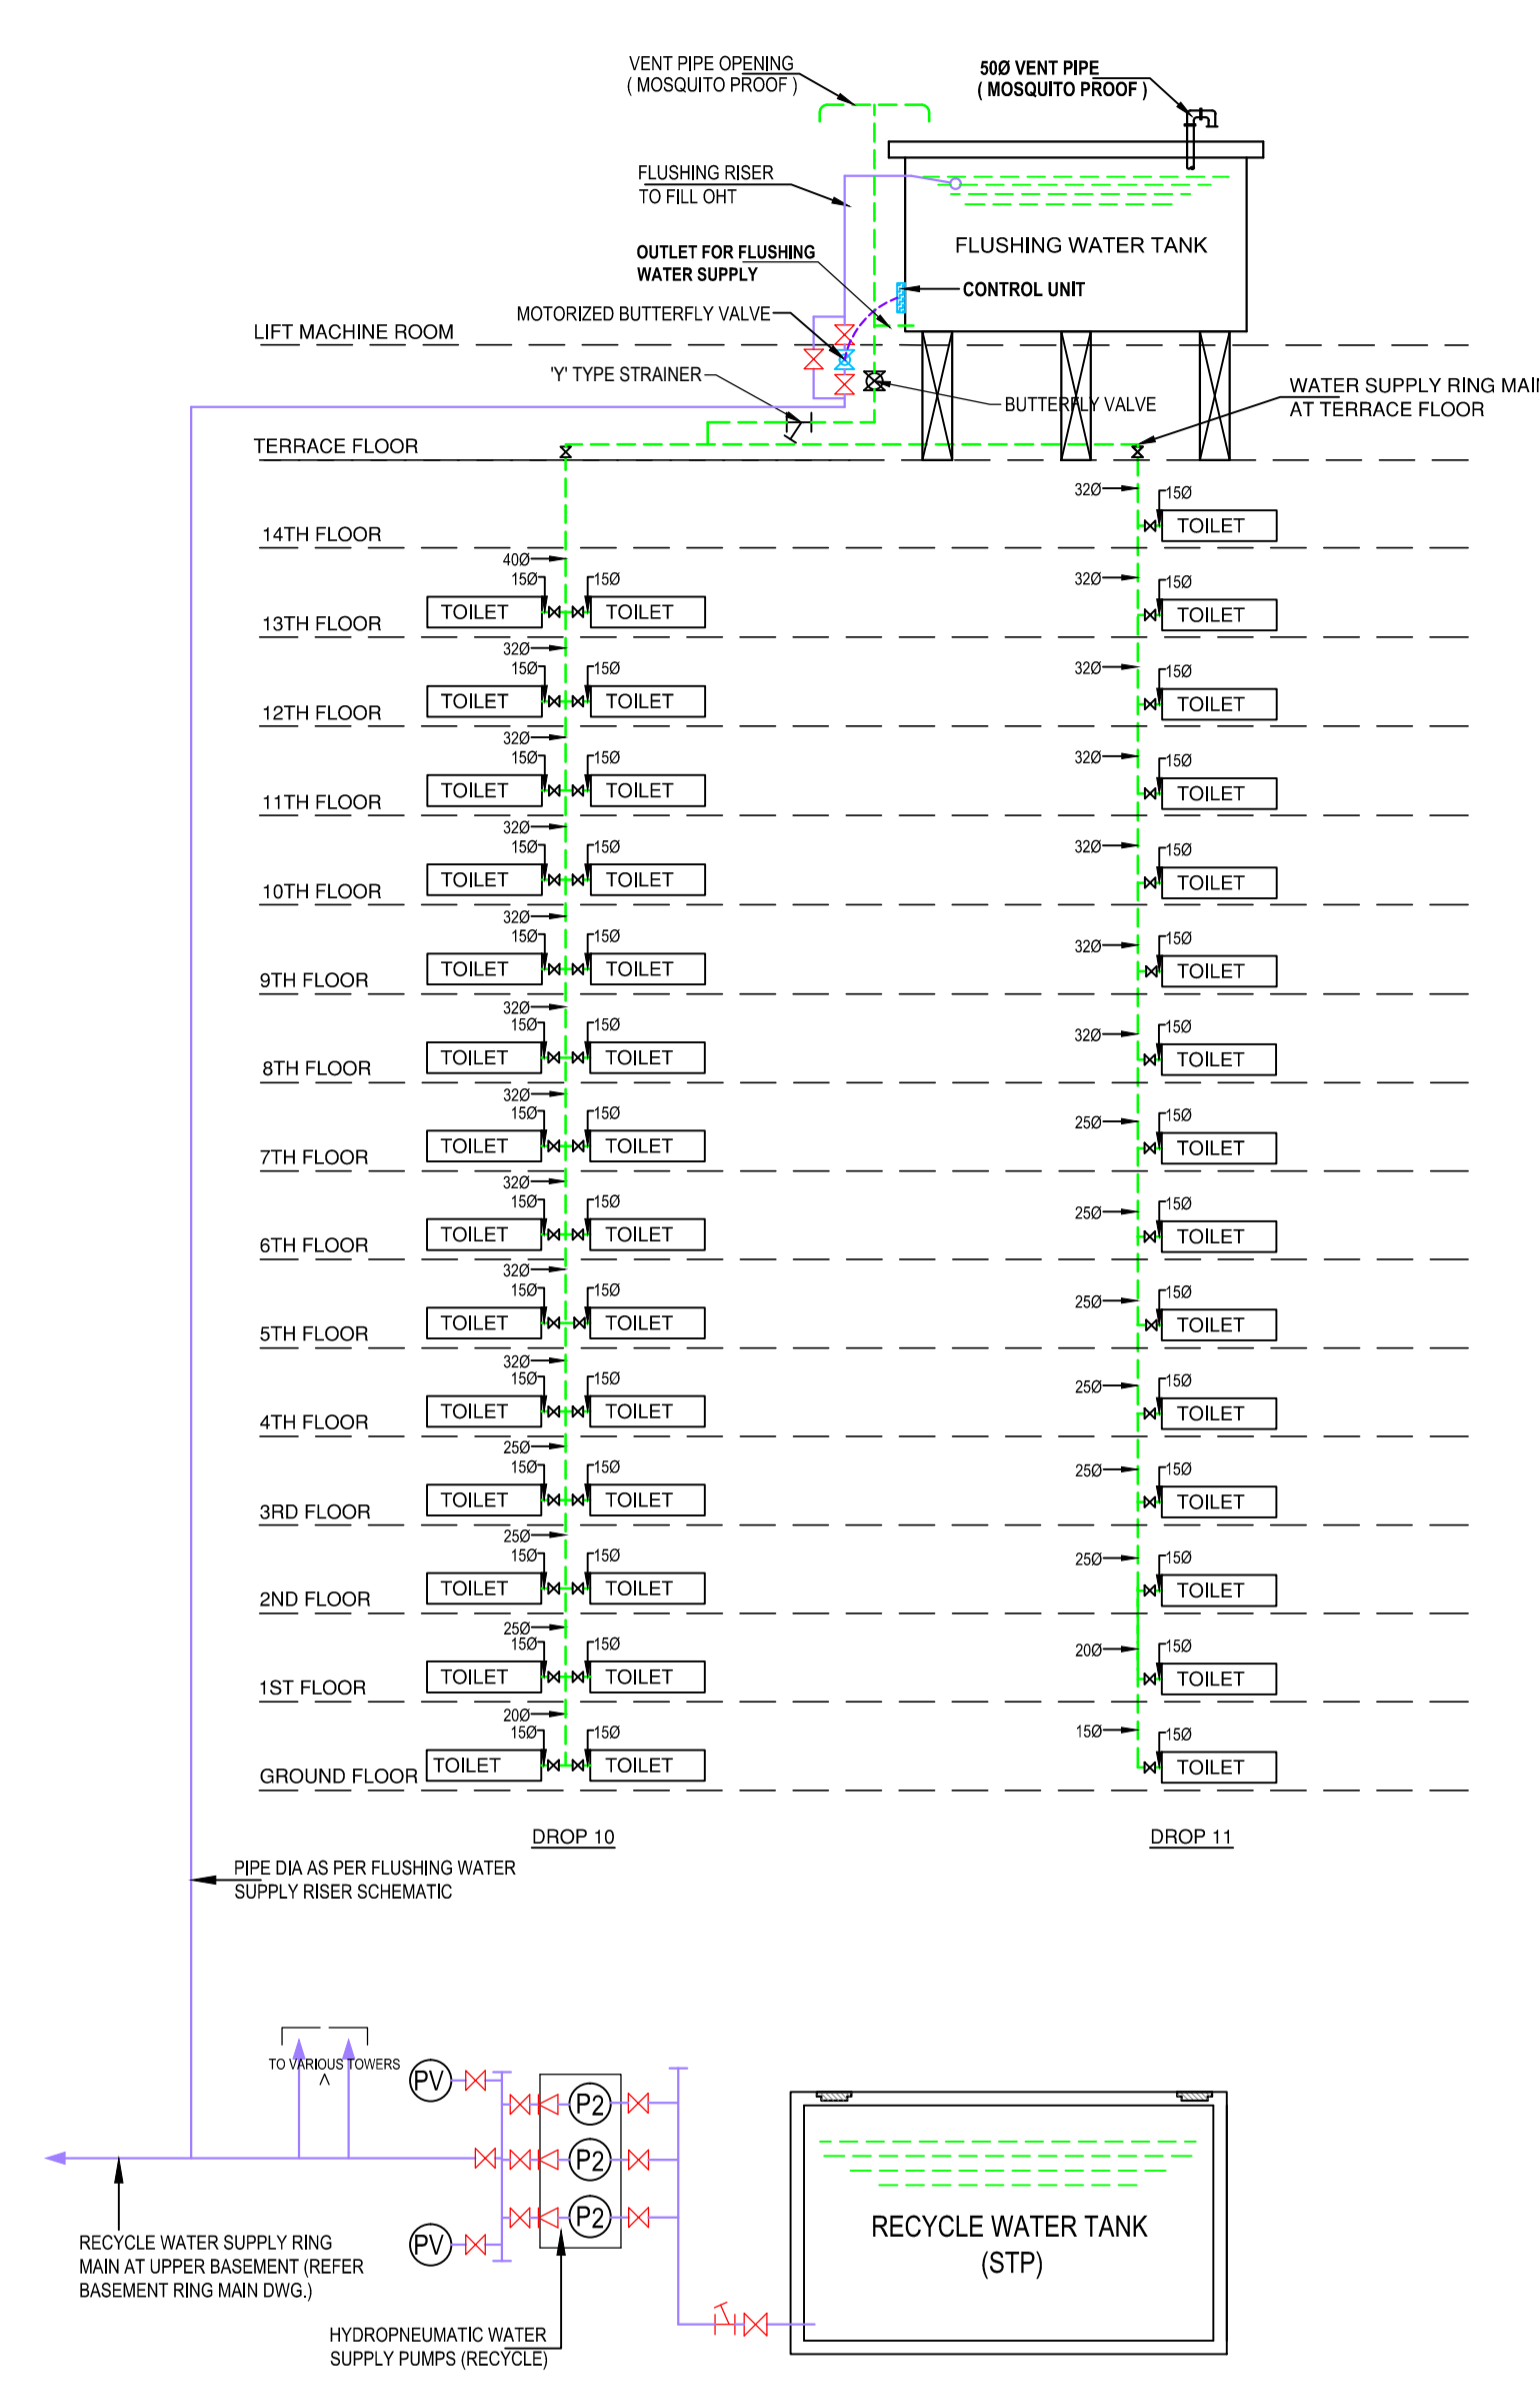 VENT PIPE OPENING
( MOSQUITO PROOF )
50Ø VENT PIPE
( MOSQUITO PROOF )
FLUSHING RISER
TO FILL OHT
OUTLET FOR FLUSHING
WATER SUPPLY
FLUSHING WATER TANK
CONTROL UNIT
MOTORIZED BUTTERFLY VALVE
LIFT MACHINE ROOM
'Y' TYPE STRAINER
BUTTERFLY VALVE
WATER SUPPLY RING MAIN
AT TERRACE FLOOR
TERRACE FLOOR
32Ø 15Ø
14TH FLOOR TOILET
40Ø
15Ø 15Ø 32Ø 15Ø
13TH FLOOR TOILET TOILET TOILET
32Ø
15Ø 15Ø 32Ø 15Ø
12TH FLOOR TOILET TOILET TOILET
32Ø
15Ø 15Ø 32Ø 15Ø
11TH FLOOR TOILET TOILET TOILET
32Ø
15Ø 15Ø 32Ø 15Ø
10TH FLOOR TOILET TOILET TOILET
32Ø
15Ø 15Ø 32Ø 15Ø
9TH FLOOR TOILET TOILET TOILET
32Ø
15Ø 15Ø 32Ø 15Ø
8TH FLOOR TOILET TOILET TOILET
32Ø
15Ø 15Ø 25Ø 15Ø
7TH FLOOR TOILET TOILET TOILET
32Ø
15Ø 15Ø 25Ø 15Ø
6TH FLOOR TOILET TOILET TOILET
32Ø
15Ø 15Ø 25Ø 15Ø
5TH FLOOR TOILET TOILET TOILET
32Ø
15Ø 15Ø 25Ø 15Ø
4TH FLOOR TOILET TOILET TOILET
25Ø
15Ø 15Ø 25Ø 15Ø
3RD FLOOR TOILET TOILET TOILET
25Ø
15Ø 15Ø 25Ø 15Ø
2ND FLOOR TOILET TOILET TOILET
25Ø
15Ø 15Ø 20Ø 15Ø
1ST FLOOR TOILET TOILET TOILET
20Ø
15Ø 15Ø 15Ø 15Ø
GROUND FLOOR TOILET TOILET TOILET
DROP 10 DROP 11
PIPE DIA AS PER FLUSHING WATER
SUPPLY RISER SCHEMATIC
TO VARIOUS TOWERS
PV
P2
P2
P2
PV
RECYCLE WATER TANK
(STP)
RECYCLE WATER SUPPLY RING
MAIN AT UPPER BASEMENT (REFER
BASEMENT RING MAIN DWG.)
HYDROPNEUMATIC WATER
SUPPLY PUMPS (RECYCLE)